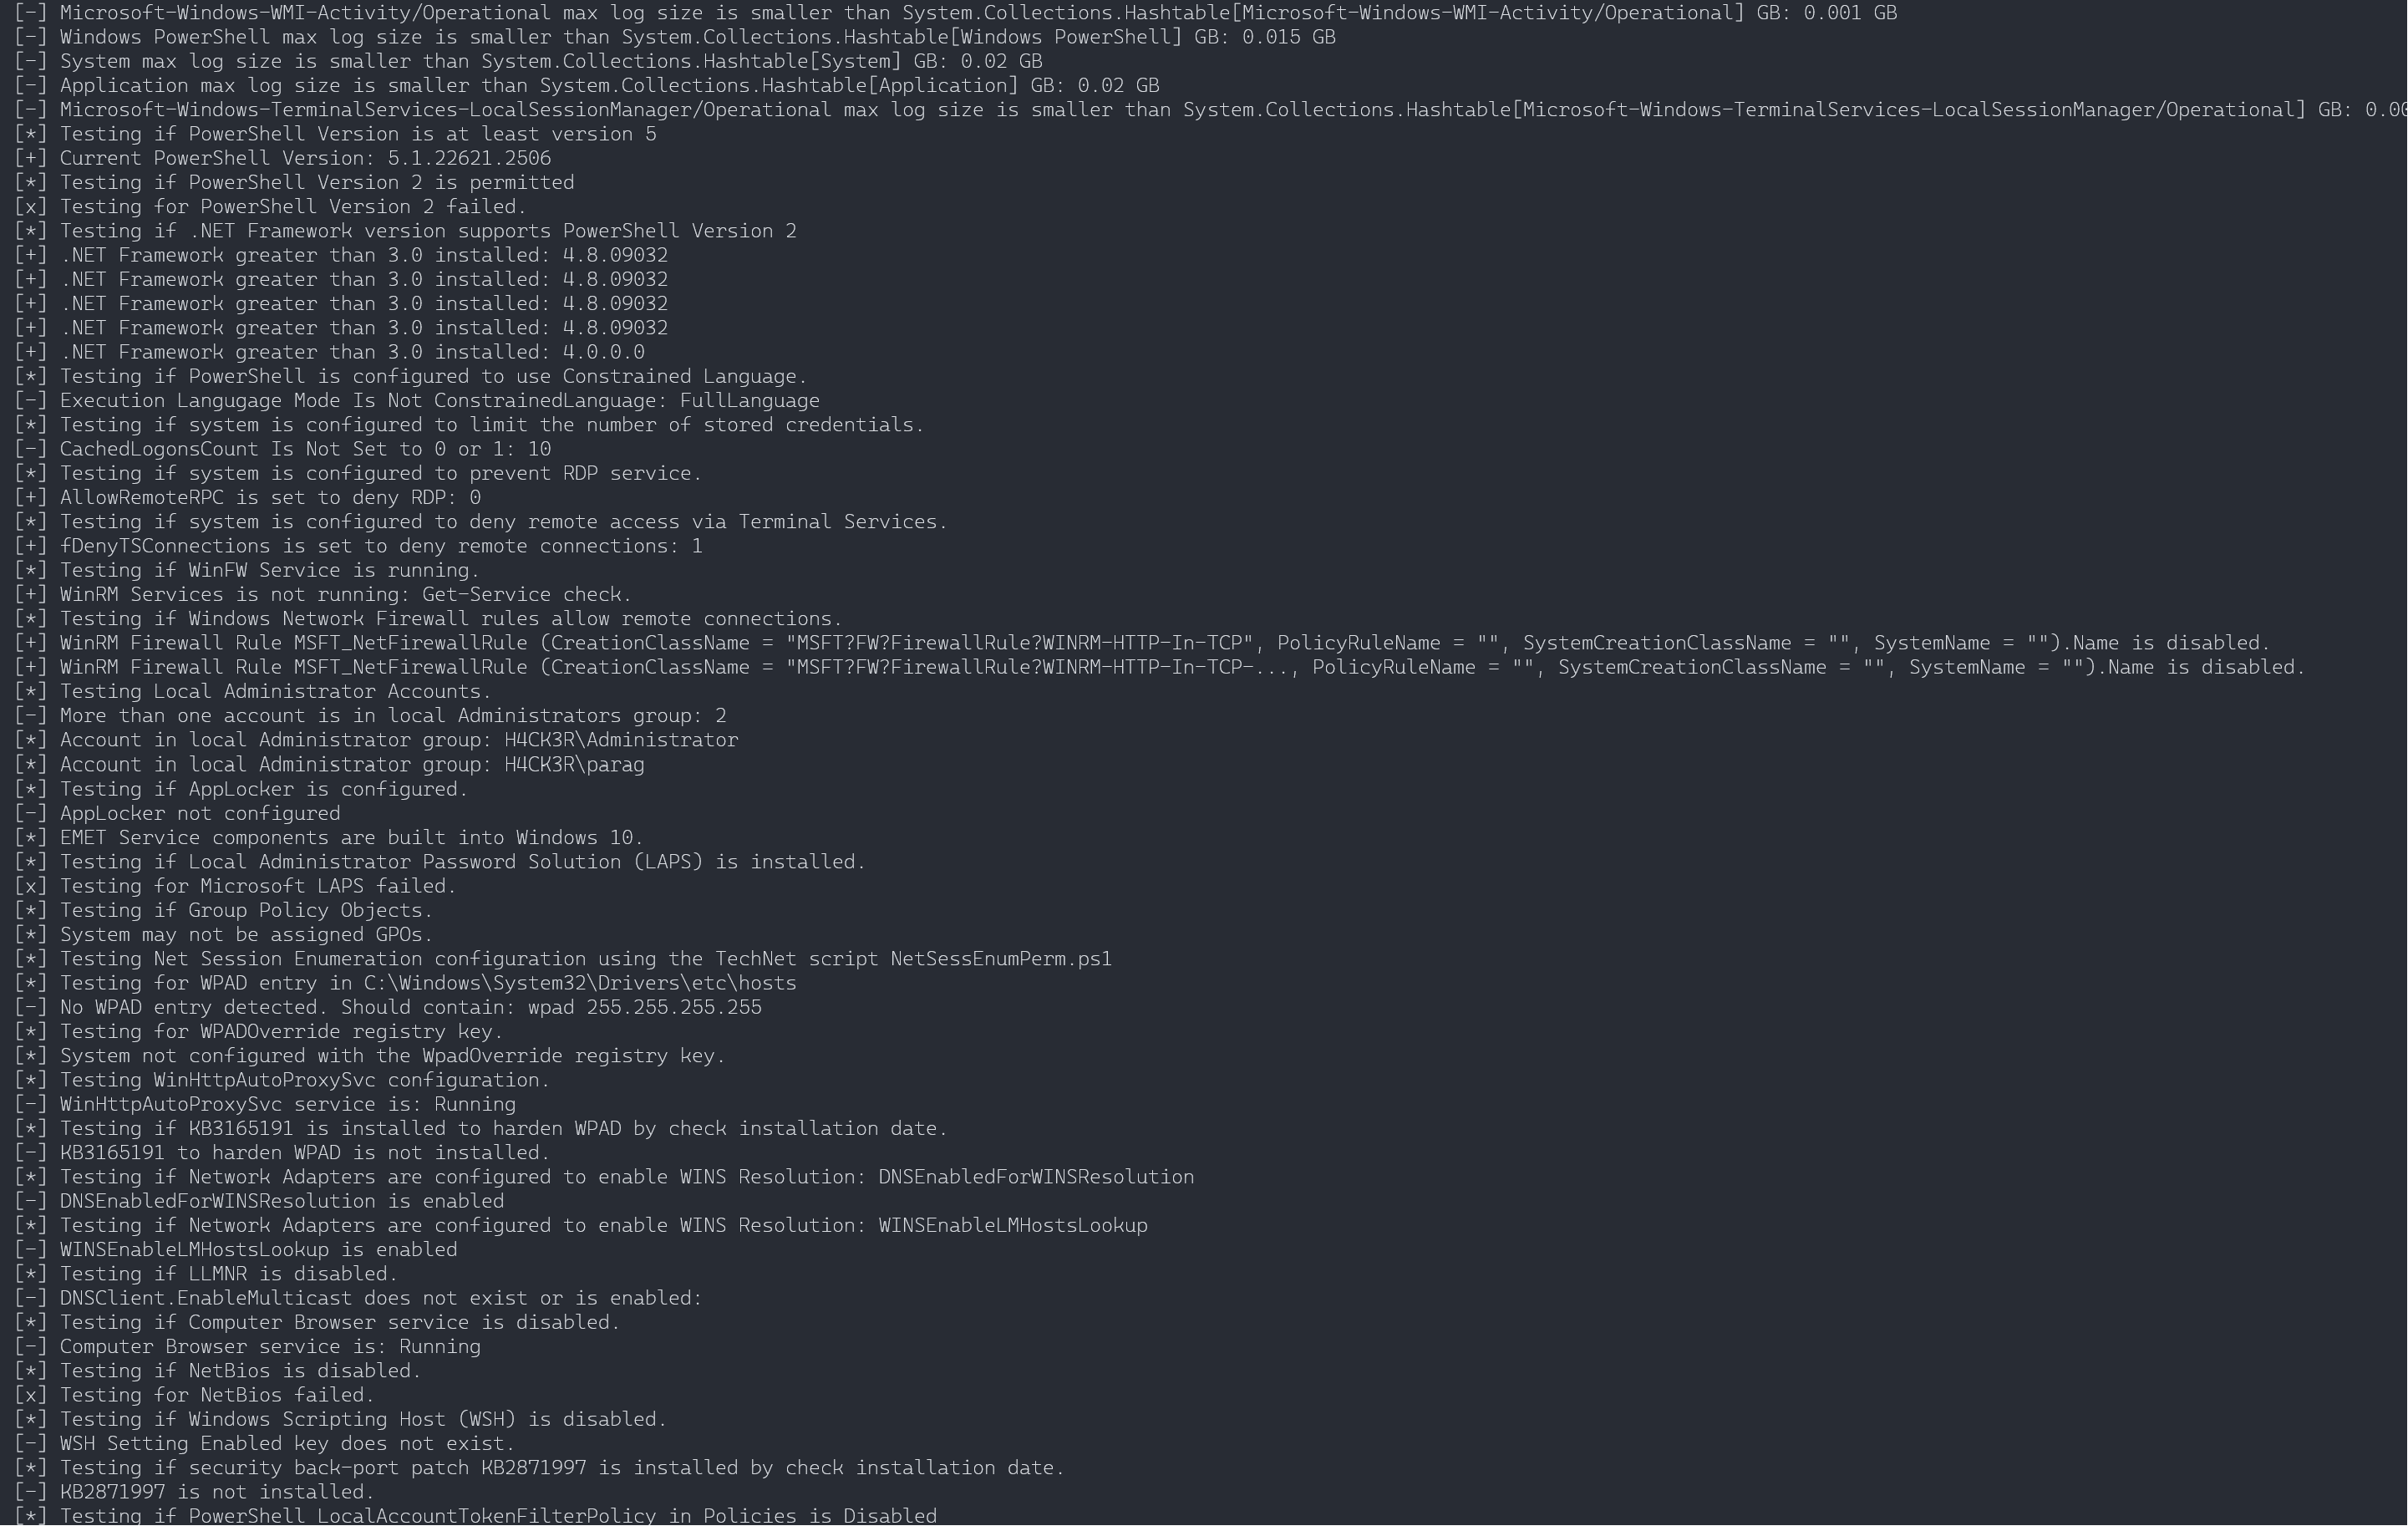 [-] Microsoft-Windows-WMI-Activity/Operational max log size is smaller than System.Collections.Hashtable[Microsoft-Windows-WMI-Activity/Operational] GB: 0.001 GB
[-] Windows PowerShell max log size is smaller than System.Collections.Hashtable[Windows PowerShell] GB: 0.015 GB
[-] System max log size is smaller than System.Collections.Hashtable[System] GB: 0.02 GB
[-] Application max log size is smaller than System.Collections.Hashtable[Application] GB: 0.02 GB
[-] Microsoft-Windows-TerminalServices-LocalSessionManager/Operational max log size is smaller than System.Collections.Hashtable[Microsoft-Windows-TerminalServices-LocalSessionManager/Operational] GB: 0.00
[*] Testing if PowerShell Version is at least version 5
[+] Current PowerShell Version: 5.1.22621.2506
[*] Testing if PowerShell Version 2 is permitted
[x] Testing for PowerShell Version 2 failed.
[*] Testing if .NET Framework version supports PowerShell Version 2
[+] .NET Framework greater than 3.0 installed: 4.8.09032
[+] .NET Framework greater than 3.0 installed: 4.8.09032
[+] .NET Framework greater than 3.0 installed: 4.8.09032
[+] .NET Framework greater than 3.0 installed: 4.8.09032
[+] .NET Framework greater than 3.0 installed: 4.0.0.0
[*] Testing if PowerShell is configured to use Constrained Language.
[-] Execution Langugage Mode Is Not ConstrainedLanguage: FullLanguage
[*] Testing if system is configured to limit the number of stored credentials.
[-] CachedLogonsCount Is Not Set to 0 or 1: 10
[*] Testing if system is configured to prevent RDP service.
[+] AllowRemoteRPC is set to deny RDP: 0
[*] Testing if system is configured to deny remote access via Terminal Services.
[+] fDenyTSConnections is set to deny remote connections: 1
[*] Testing if WinFW Service is running.
[+] WinRM Services is not running: Get-Service check.
[*] Testing if Windows Network Firewall rules allow remote connections.
[+] WinRM Firewall Rule MSFT_NetFirewallRule (CreationClassName = "MSFT?FW?FirewallRule?WINRM-HTTP-In-TCP", PolicyRuleName = "", SystemCreationClassName = "", SystemName = "").Name is disabled.
[+] WinRM Firewall Rule MSFT_NetFirewallRule (CreationClassName = "MSFT?FW?FirewallRule?WINRM-HTTP-In-TCP-..., PolicyRuleName = "", SystemCreationClassName = "", SystemName = "").Name is disabled.
[*] Testing Local Administrator Accounts.
[-] More than one account is in local Administrators group: 2
[*] Account in local Administrator group: H4CK3R\Administrator
[*] Account in local Administrator group: H4CK3R\parag
[*] Testing if AppLocker is configured.
[-] AppLocker not configured
[*] EMET Service components are built into Windows 10.
[*] Testing if Local Administrator Password Solution (LAPS) is installed.
[x] Testing for Microsoft LAPS failed.
[*] Testing if Group Policy Objects.
[*] System may not be assigned GPOs.
[*] Testing Net Session Enumeration configuration using the TechNet script NetSessEnumPerm.ps1
[*] Testing for WPAD entry in C:\Windows\System32\Drivers\etc\hosts
[-] No WPAD entry detected. Should contain: wpad 255.255.255.255
[*] Testing for WPADOverride registry key.
[*] System not configured with the WpadOverride registry key.
[*] Testing WinHttpAutoProxySvc configuration.
[-] WinHttpAutoProxySvc service is: Running
[*] Testing if KB3165191 is installed to harden WPAD by check installation date.
[-] KB3165191 to harden WPAD is not installed.
[*] Testing if Network Adapters are configured to enable WINS Resolution: DNSEnabledForWINSResolution
[-] DNSEnabledForWINSResolution is enabled
[*] Testing if Network Adapters are configured to enable WINS Resolution: WINSEnableLMHostsLookup
[-] WINSEnableLMHostsLookup is enabled
[*] Testing if LLMNR is disabled.
[-] DNSClient.EnableMulticast does not exist or is enabled:
[*] Testing if Computer Browser service is disabled.
[-] Computer Browser service is: Running
[*] Testing if NetBios is disabled.
[x] Testing for NetBios failed.
[*] Testing if Windows Scripting Host (WSH) is disabled.
[-] WSH Setting Enabled key does not exist.
[*] Testing if security back-port patch KB2871997 is installed by check installation date.
[-] KB2871997 is not installed.
[*] Testing if PowerShell LocalAccountTokenFilterPolicy in Policies is Disabled